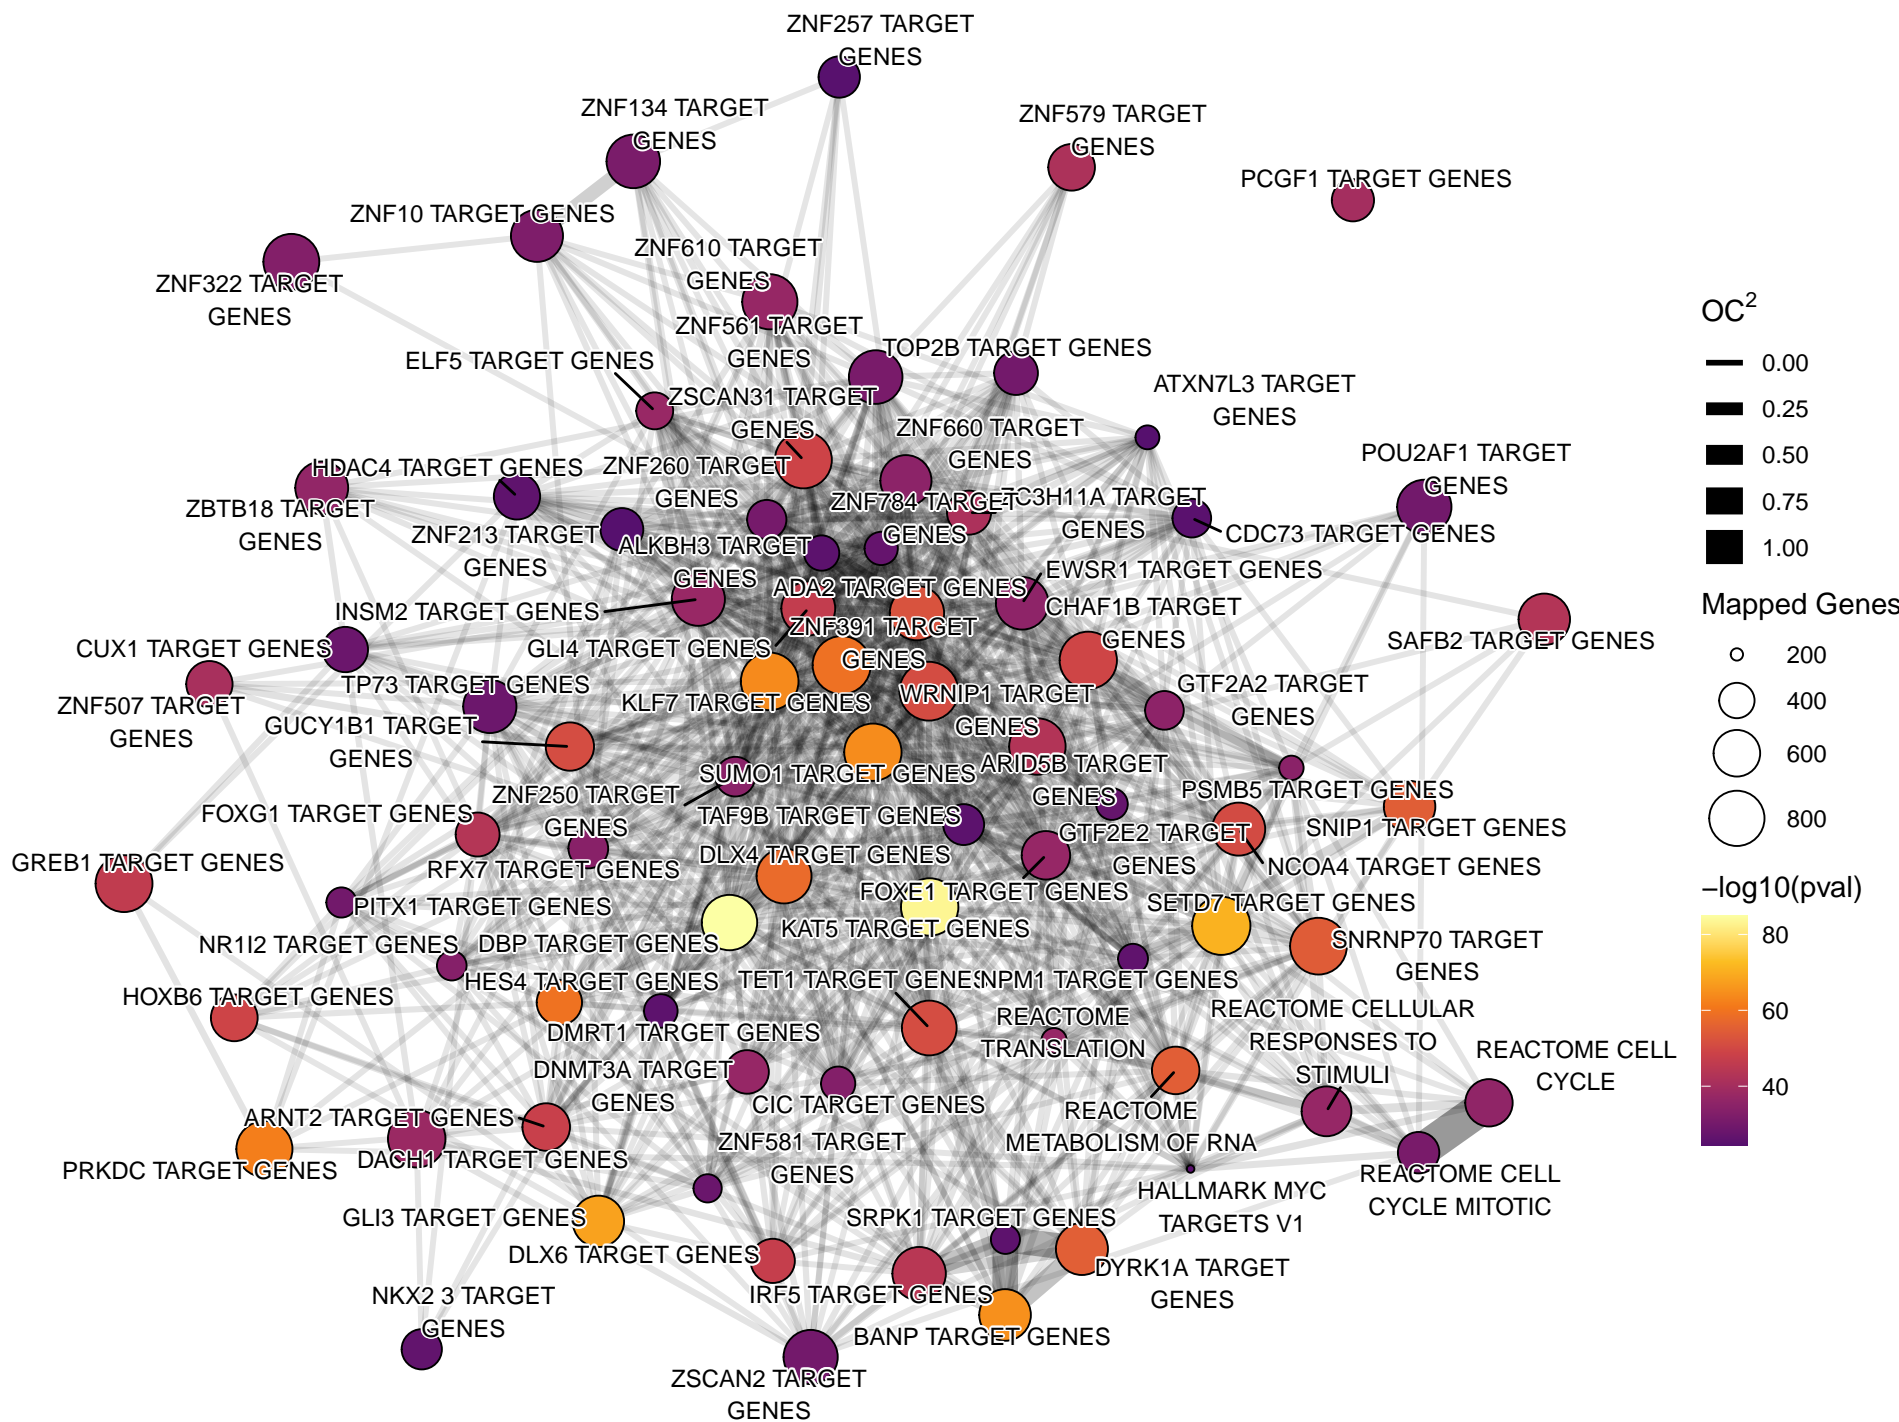 ZNF257 TARGET
GENES
ZNF134 TARGET
GENES
ZNF579 TARGET
GENES
PCGF1 TARGET GENES
ZNF10 TARGET GENES
ZNF610 TARGET
GENES
ZNF322 TARGET
GENES
ZNF561 TARGET
GENES
TOP2B TARGET GENES
ELF5 TARGET GENES
ATXN7L3 TARGET
GENES
ZSCAN31 TARGET
GENES
ZNF660 TARGET
GENES
POU2AF1 TARGET
GENES
HDAC4 TARGET GENES
ZNF260 TARGET
GENES
ZBTB18 TARGET
GENES
ZNF784 TARGET
GENES
ZC3H11A TARGET
GENES
CDC73 TARGET GENES
ZNF213 TARGET
GENES
ALKBH3 TARGET
GENES
ADA2 TARGET GENES
EWSR1 TARGET GENES
INSM2 TARGET GENES
CHAF1B TARGET
GENES
ZNF391 TARGET
GENES
SAFB2 TARGET GENES
CUX1 TARGET GENES
GLI4 TARGET GENES
TP73 TARGET GENES
GTF2A2 TARGET
GENES
KLF7 TARGET GENES
WRNIP1 TARGET
GENES
ZNF507 TARGET
GENES
GUCY1B1 TARGET
GENES
SUMO1 TARGET GENES
ARID5B TARGET
GENES
PSMB5 TARGET GENES
ZNF250 TARGET
GENES
FOXG1 TARGET GENES
TAF9B TARGET GENES
SNIP1 TARGET GENES
GTF2E2 TARGET
GENES
GREB1 TARGET GENES
RFX7 TARGET GENES
DLX4 TARGET GENES
NCOA4 TARGET GENES
FOXE1 TARGET GENES
SETD7 TARGET GENES
PITX1 TARGET GENES
KAT5 TARGET GENES
NR1I2 TARGET GENES
DBP TARGET GENES
SNRNP70 TARGET
GENES
HES4 TARGET GENES
TET1 TARGET GENES
NPM1 TARGET GENES
HOXB6 TARGET GENES
DMRT1 TARGET GENES
REACTOME
TRANSLATION
REACTOME CELLULAR
RESPONSES TO
STIMULI
REACTOME CELL
CYCLE
DNMT3A TARGET
GENES
CIC TARGET GENES
REACTOME
METABOLISM OF RNA
ARNT2 TARGET GENES
PRKDC TARGET GENES
DACH1 TARGET GENES
ZNF581 TARGET
GENES
REACTOME CELL
CYCLE MITOTIC
HALLMARK MYC
TARGETS V1
GLI3 TARGET GENES
SRPK1 TARGET GENES
DLX6 TARGET GENES
DYRK1A TARGET
GENES
NKX2 3 TARGET
GENES
IRF5 TARGET GENES
BANP TARGET GENES
ZSCAN2 TARGET
GENES
OC2
0.00
0.25
0.50
0.75
1.00
Mapped Genes
200
400
600
800
−log10(pval)
80
60
40